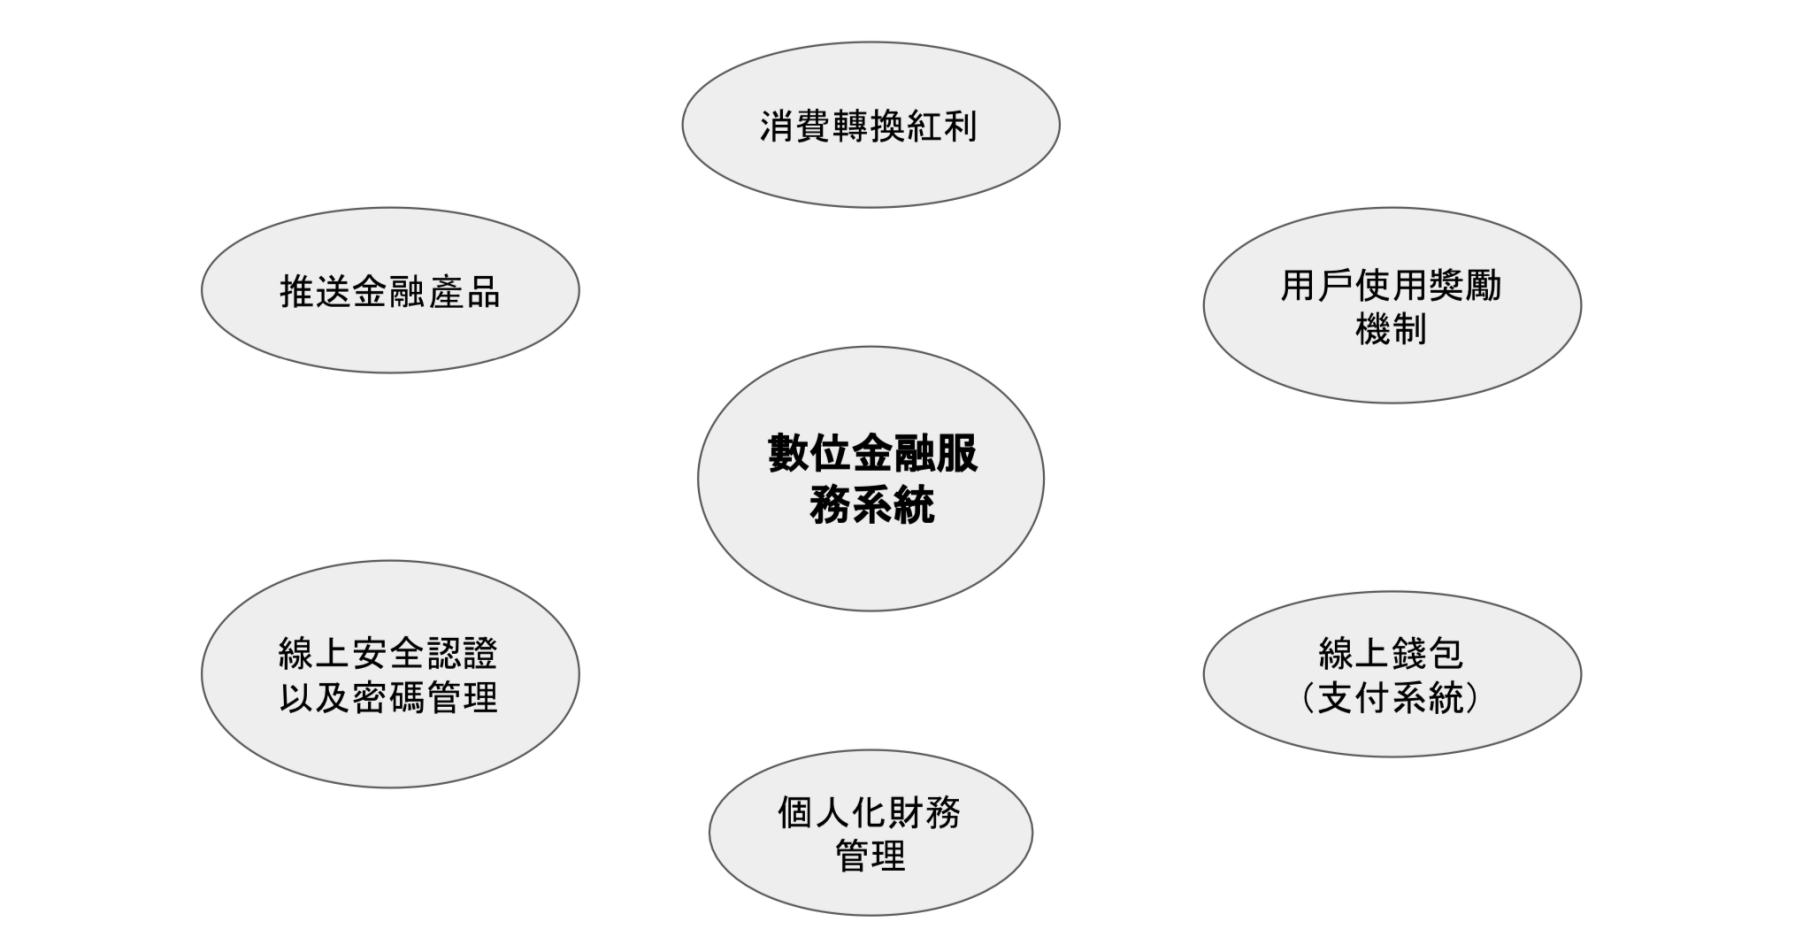 消費轉換紅利
推送金融產品
用戶使用獎勵
機制
數位金融服
務系統
線上安全認證
以及密碼管理
線上錢包
（支付系統）
個人化財務
管理